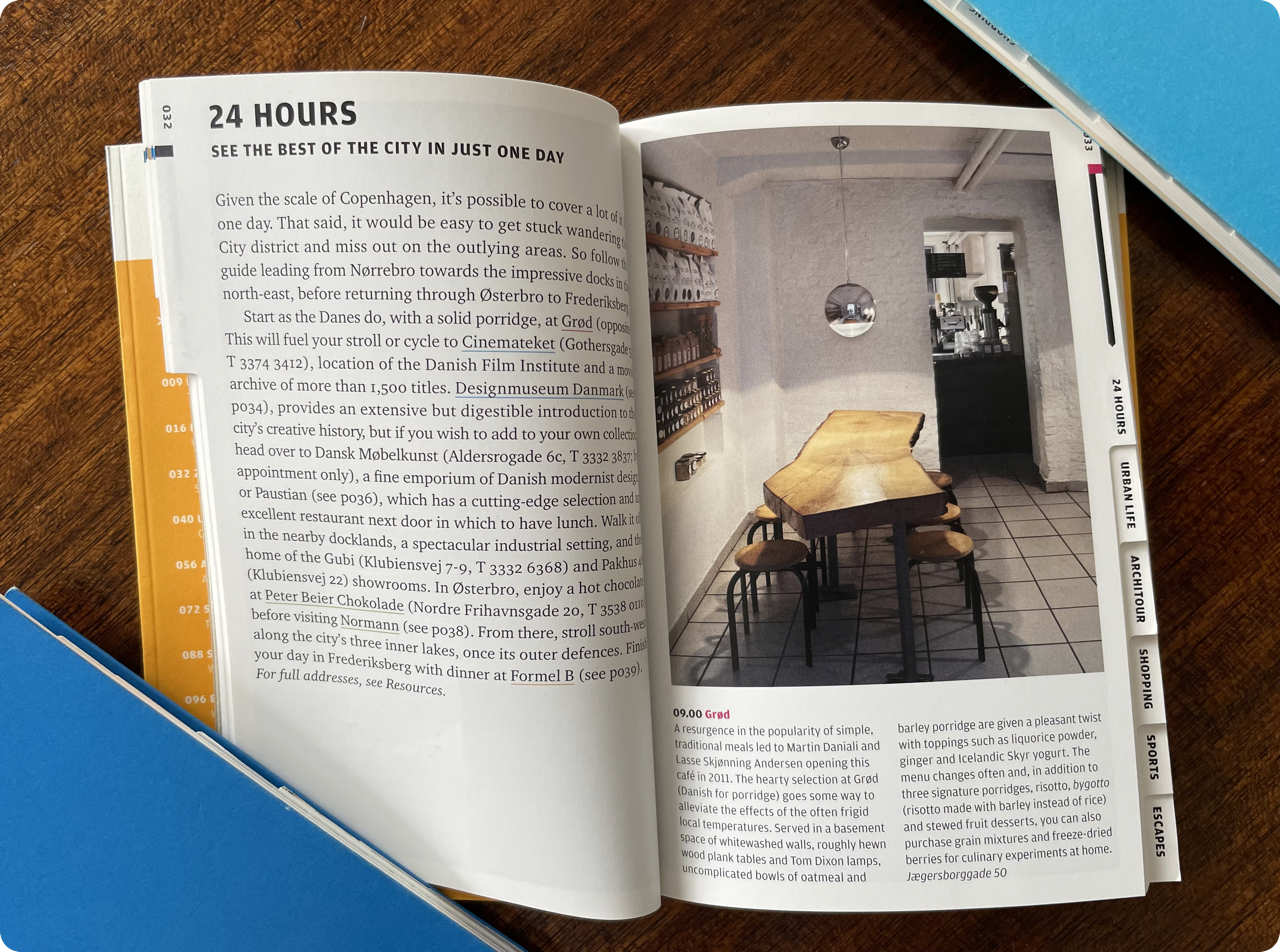 032
24 HOURS
SEE THE BEST OF THE CITY IN JUST ONE DAY
Given the scale of Copenhagen, it's possible to cover a lot of
one day. That said, it would be easy to get stuck wandering
City district and miss out on the outlying areas. So follow
guide leading from Nørrebro towards the impressive docks in
north-east, before returning through Østerbro to Frederiksberg
Start as the Danes do, with a solid porridge, at Grød (opposite
This will fuel your stroll or cycle to Cinemateket (Gothersgade
T 3374 3412), location of the Danish Film Institute and a
archive of more than 1,500 titles. Designmuseum Danmark
p034), provides an extensive but digestible introduction to
city's creative history, but if you wish to add to your own
head over to Dansk Møbelkunst (Aldersrogade 6c, T 3332 3837;
appointment only), a fine emporium of Danish modernist design
or Paustian (see p036), which has a cutting-edge selection and
excellent restaurant next door in which to have lunch. Walk it
in the nearby docklands, a spectacular industrial setting, and
home of the Gubi (Klubiensvej 7-9, T 3332 6368) and Pakhus
(Klubiensvej 22) showrooms. In Østerbro, enjoy a hot
at Peter Beier Chokolade (Nordre Frihavnsgade 20, T 3538
before visiting Normann (see p038). From there, stroll
along the city's three inner lakes, once its outer defences. Finish
your day in Frederiksberg with dinner at Formel B (see p039).
For full addresses, see Resources.
009
016
032
040
056
072
088
096
033
09.00 Grød
A resurgence in the popularity of simple,
traditional meals led to Martin Daniali and
Lasse Skjønning Andersen opening this
café in 2011. The hearty selection at Grød
(Danish for porridge) goes some way to
alleviate the effects of the often frigid
local temperatures. Served in a basement
space of whitewashed walls, roughly hewn
wood plank tables and Tom Dixon lamps,
uncomplicated bowls of oatmeal and
barley porridge are given a pleasant twist
with toppings such as liquorice powder,
ginger and Icelandic Skyr yogurt. The
menu changes often and, in addition to
three signature porridges, risotto, bygotto
(risotto made with barley instead of rice)
and stewed fruit desserts, you can also
purchase grain mixtures and freeze-dried
berries for culinary experiments at home.
Jægersborggade 50
24 HOURS
URBAN LIFE
ARCHITOUR
SHOPPING
SPORTS
ESCAPES
SHOPPING